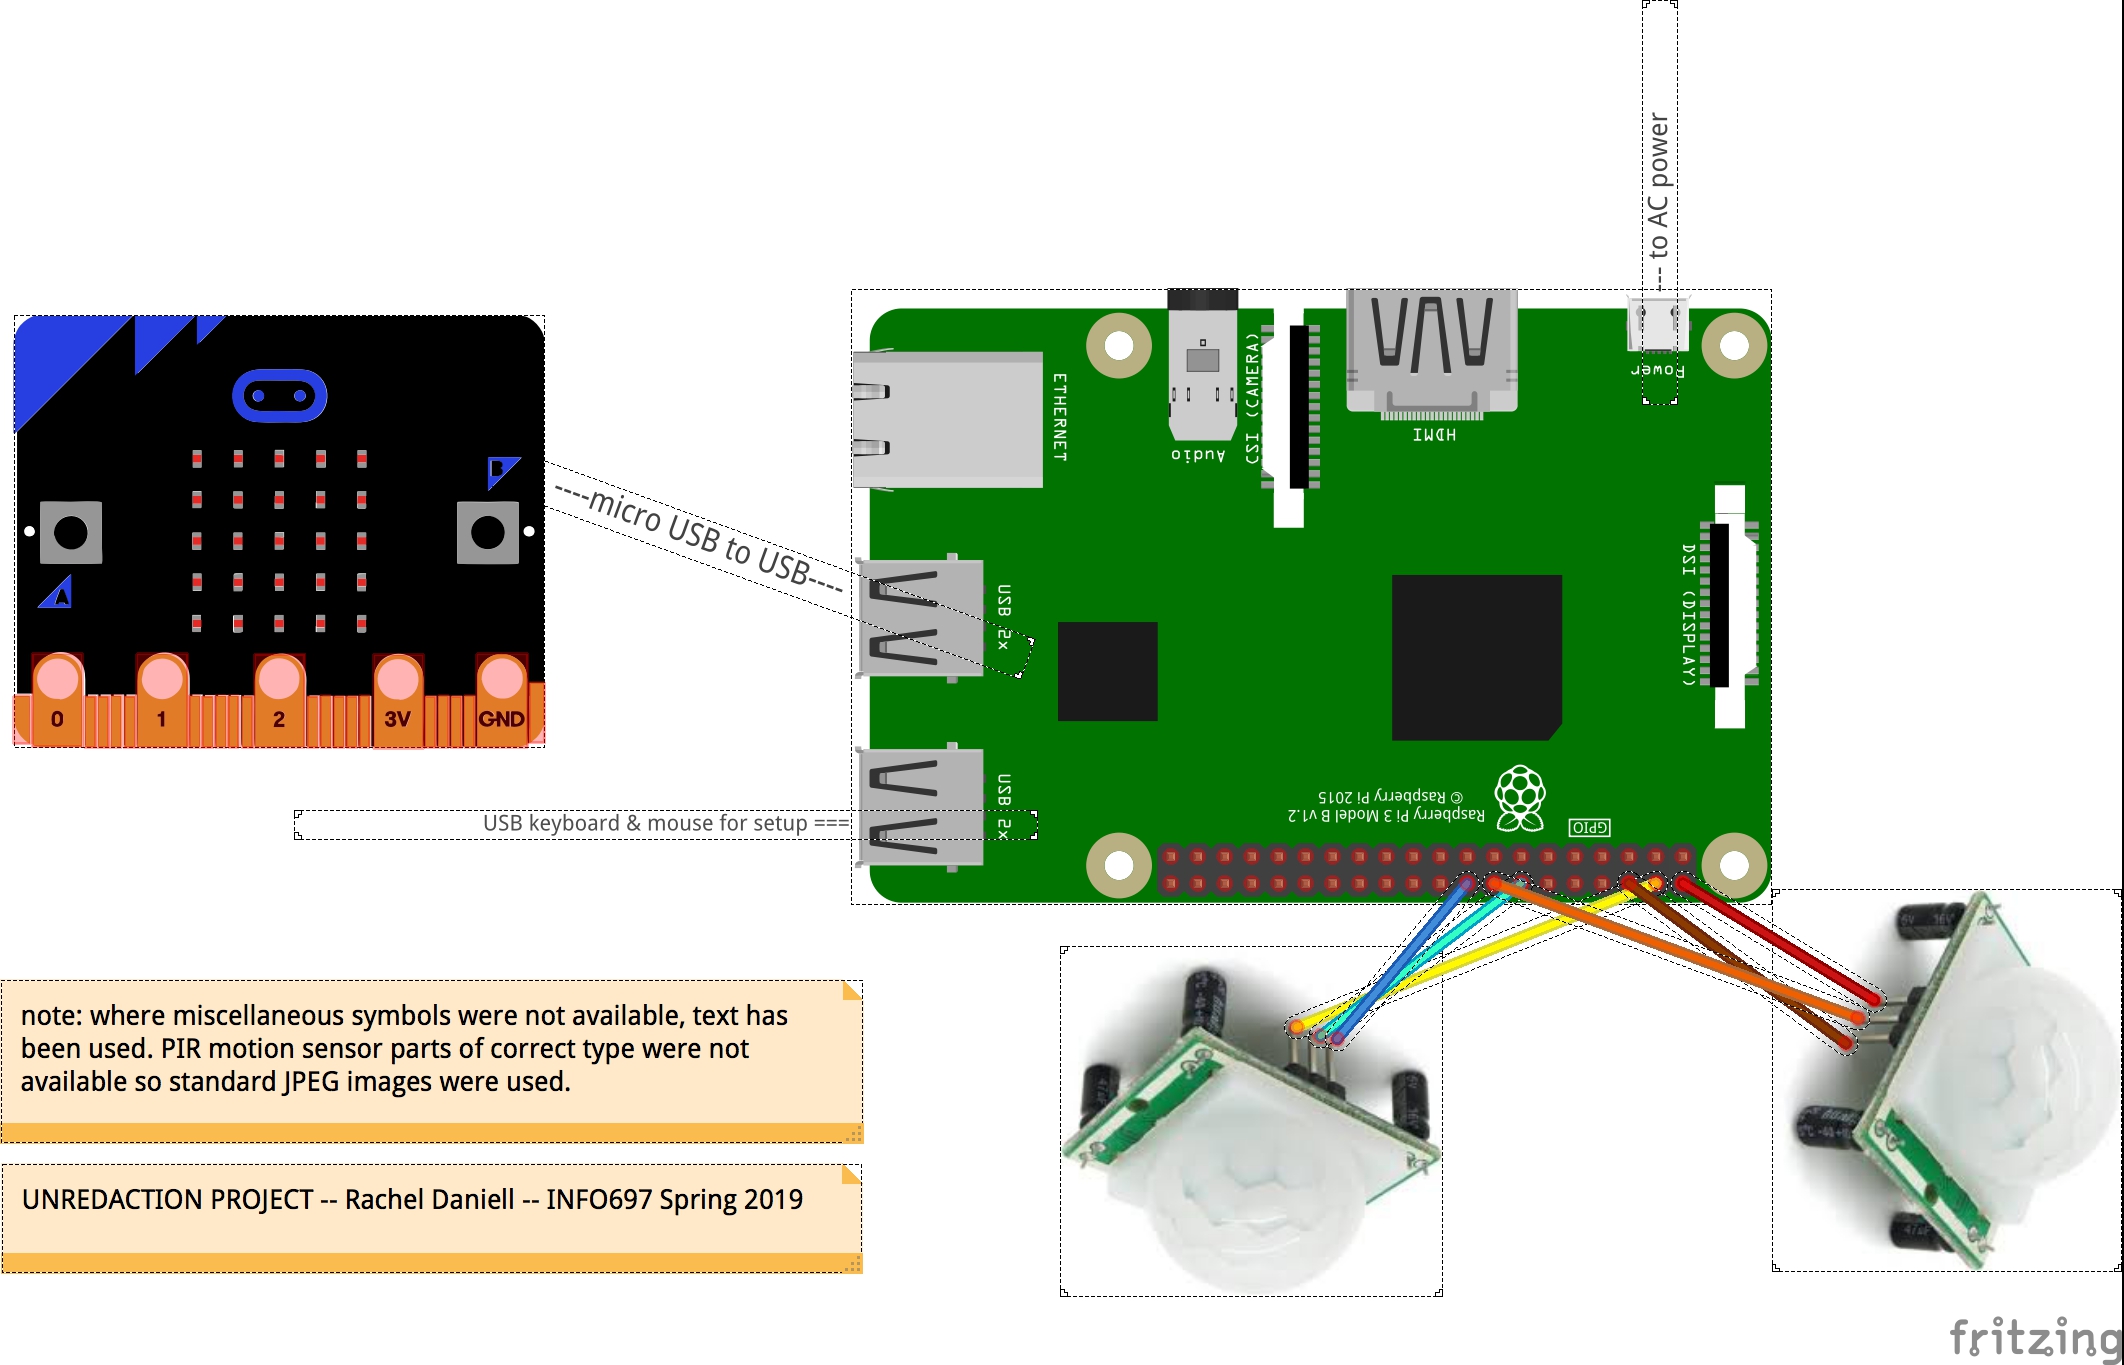 ---- to AC power
B
A
0
1
2
3V
GND
----micro USB to USB----
USB keyboard & mouse for setup ===
ETHERNET
Audio
CSI (CAMERA)
HDMI
Power
USB 2x
USB 2x
DSI (DISPLAY)
Raspberry Pi 3 Model B v1.2
© Raspberry Pi 2015
GPIO
note: where miscellaneous symbols were not available, text has
been used. PIR motion sensor parts of correct type were not
available so standard JPEG images were used.
UNREDACTION PROJECT -- Rachel Daniell -- INFO697 Spring 2019
fritzing